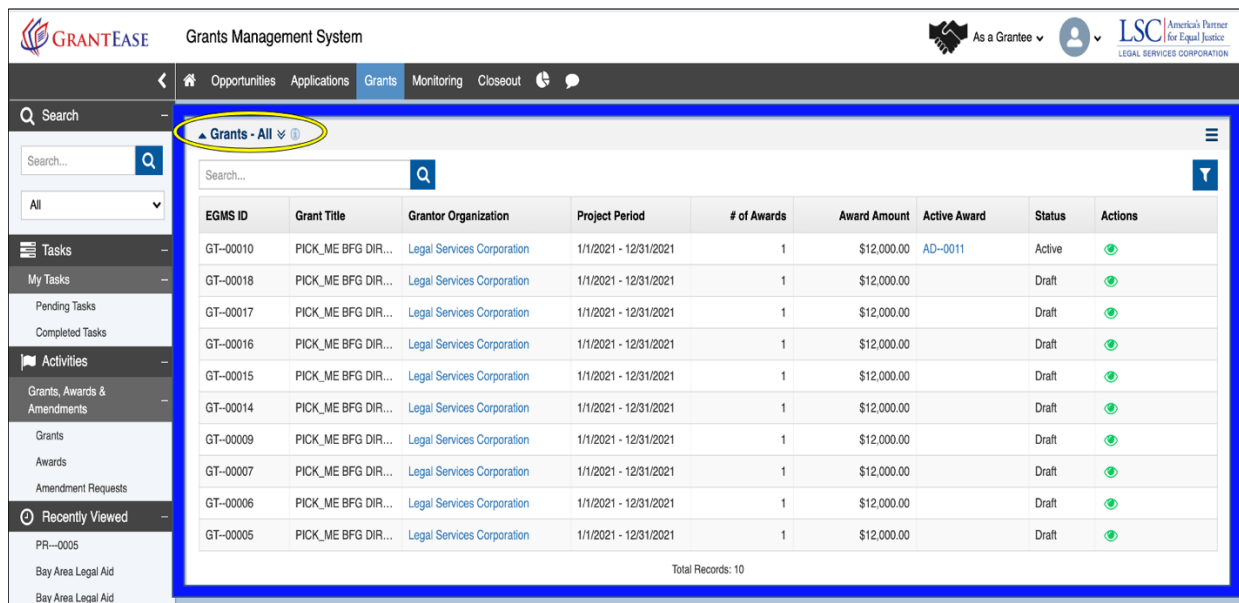 GRANTEASE
Grants Management System
As a Grantee
LSC America's Partner
for Equal Justice
LEGAL SERVICES CORPORATION
Opportunities Applications Grants Monitoring Closeout
Search
Search...
All
Tasks
My Tasks
Pending Tasks
Completed Tasks
Activities
Grants, Awards &
Amendments
Grants
Awards
Amendment Requests
Recently Viewed
PR---0005
Bay Area Legal Aid
Bay Area Legal Aid
Grants - All
Search...
EGMS ID Grant Title Grantor Organization Project Period # of Awards Award Amount Active Award Status Actions
GT--00010 PICK_ME BFG DIR... Legal Services Corporation 1/1/2021 - 12/31/2021 1 $12,000.00 AD--0011 Active
GT--00018 PICK_ME BFG DIR... Legal Services Corporation 1/1/2021 - 12/31/2021 1 $12,000.00 Draft
GT--00017 PICK_ME BFG DIR... Legal Services Corporation 1/1/2021 - 12/31/2021 1 $12,000.00 Draft
GT--00016 PICK_ME BFG DIR... Legal Services Corporation 1/1/2021 - 12/31/2021 1 $12,000.00 Draft
GT--00015 PICK_ME BFG DIR... Legal Services Corporation 1/1/2021 - 12/31/2021 1 $12,000.00 Draft
GT--00014 PICK_ME BFG DIR... Legal Services Corporation 1/1/2021 - 12/31/2021 1 $12,000.00 Draft
GT--00009 PICK_ME BFG DIR... Legal Services Corporation 1/1/2021 - 12/31/2021 1 $12,000.00 Draft
GT--00007 PICK_ME BFG DIR... Legal Services Corporation 1/1/2021 - 12/31/2021 1 $12,000.00 Draft
GT--00006 PICK_ME BFG DIR... Legal Services Corporation 1/1/2021 - 12/31/2021 1 $12,000.00 Draft
GT--00005 PICK_ME BFG DIR... Legal Services Corporation 1/1/2021 - 12/31/2021 1 $12,000.00 Draft
Total Records: 10